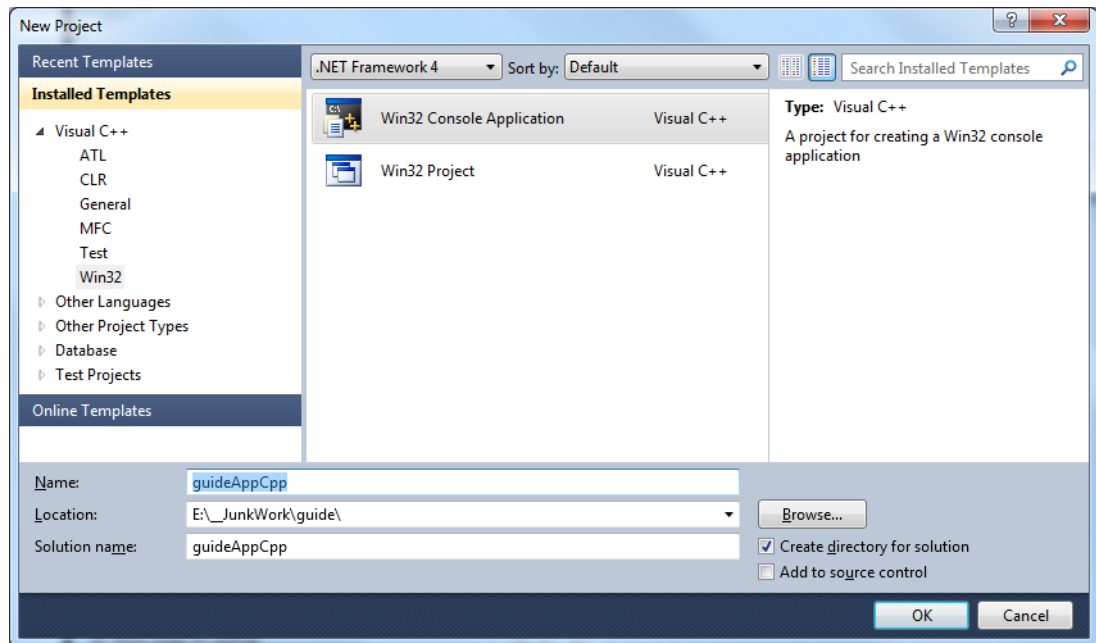 New Project
Recent Templates
Installed Templates
Visual C++
ATL
CLR
General
MFC
Test
Win32
Other Languages
Other Project Types
Database
Test Projects
Online Templates
.NET Framework 4 Sort by: Default Search Installed Templates
Win32 Console Application Visual C++
Win32 Project Visual C++
Type: Visual C++
A project for creating a Win32 console
application
Name: guideAppCpp
Location: E:\__JunkWork\guide\ Browse...
Solution name: guideAppCpp Create directory for solution
Add to source control
OK Cancel